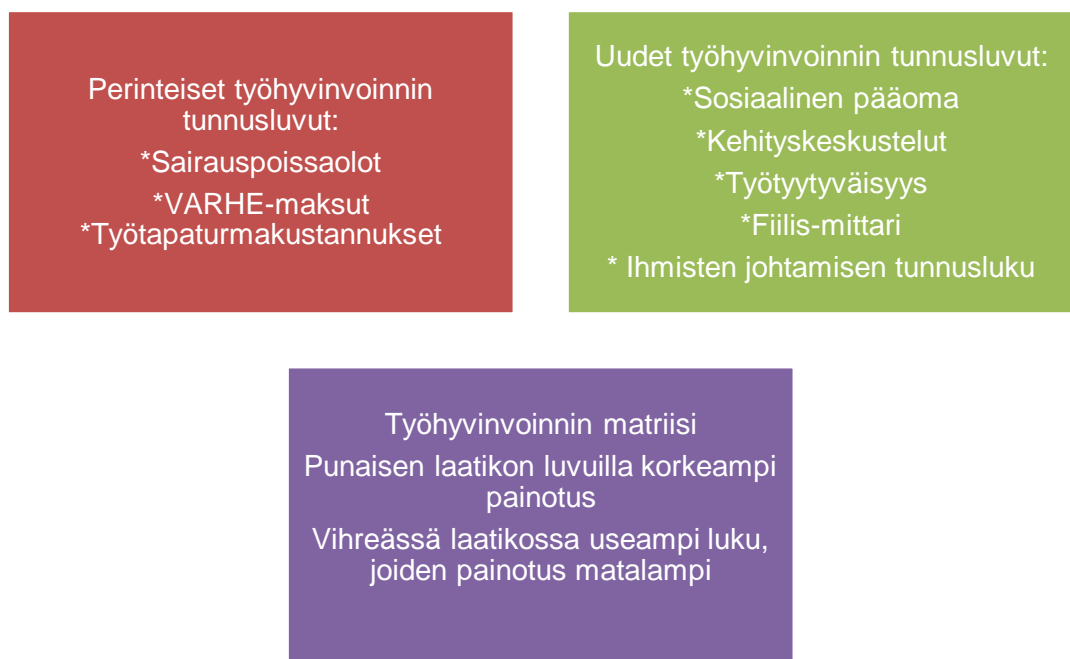 Perinteiset työhyvinvoinnin
tunnusluvut:
*Sairauspoissaolot
*VARHE-maksut
*Työtapaturmakustannukset
Uudet työhyvinvoinnin tunnusluvut:
*Sosiaalinen pääoma
*Kehityskeskustelut
*Työtyytyväisyys
*Fiilis-mittari
* Ihmisten johtamisen tunnusluku
Työhyvinvoinnin matriisi
Punaisen laatikon luvuilla korkeampi
painotus
Vihreässä laatikossa useampi luku,
joiden painotus matalampi